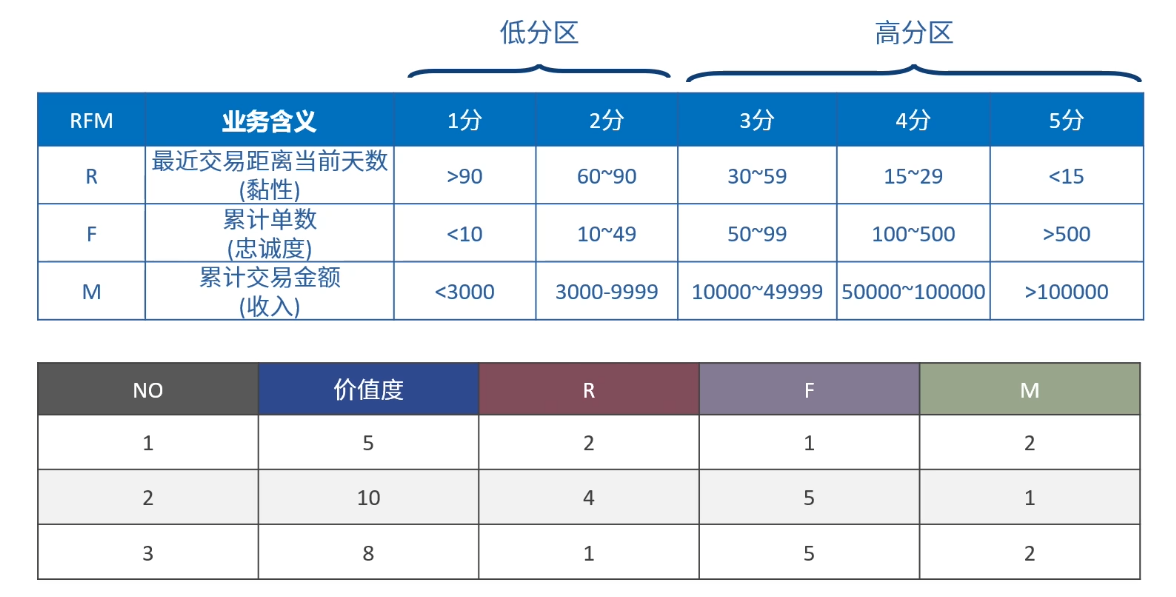 低分区 高分区
RFM 业务含义 1分 2分 3分 4分 5分
R 最近交易距离当前天数
(黏性) >90 60~90 30~59 15~29 <15
F 累计单数
(忠诚度) <10 10~49 50~99 100~500 >500
M 累计交易金额
(收入) <3000 3000-9999 10000~49999 50000~100000 >100000
NO 价值度 R F M
1 5 2 1 2
2 10 4 5 1
3 8 1 5 2